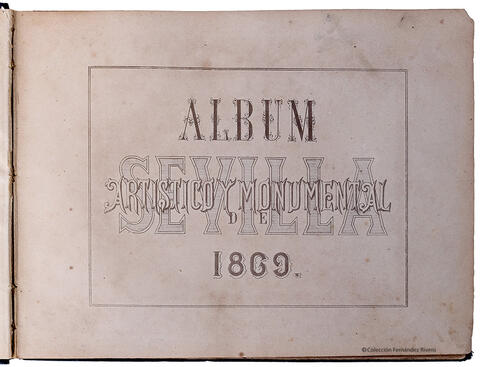 ALBUM
ARTISTICO Y MONUMENTAL
DE
SEVILLA
1869.
© Colección Fernández Rivero